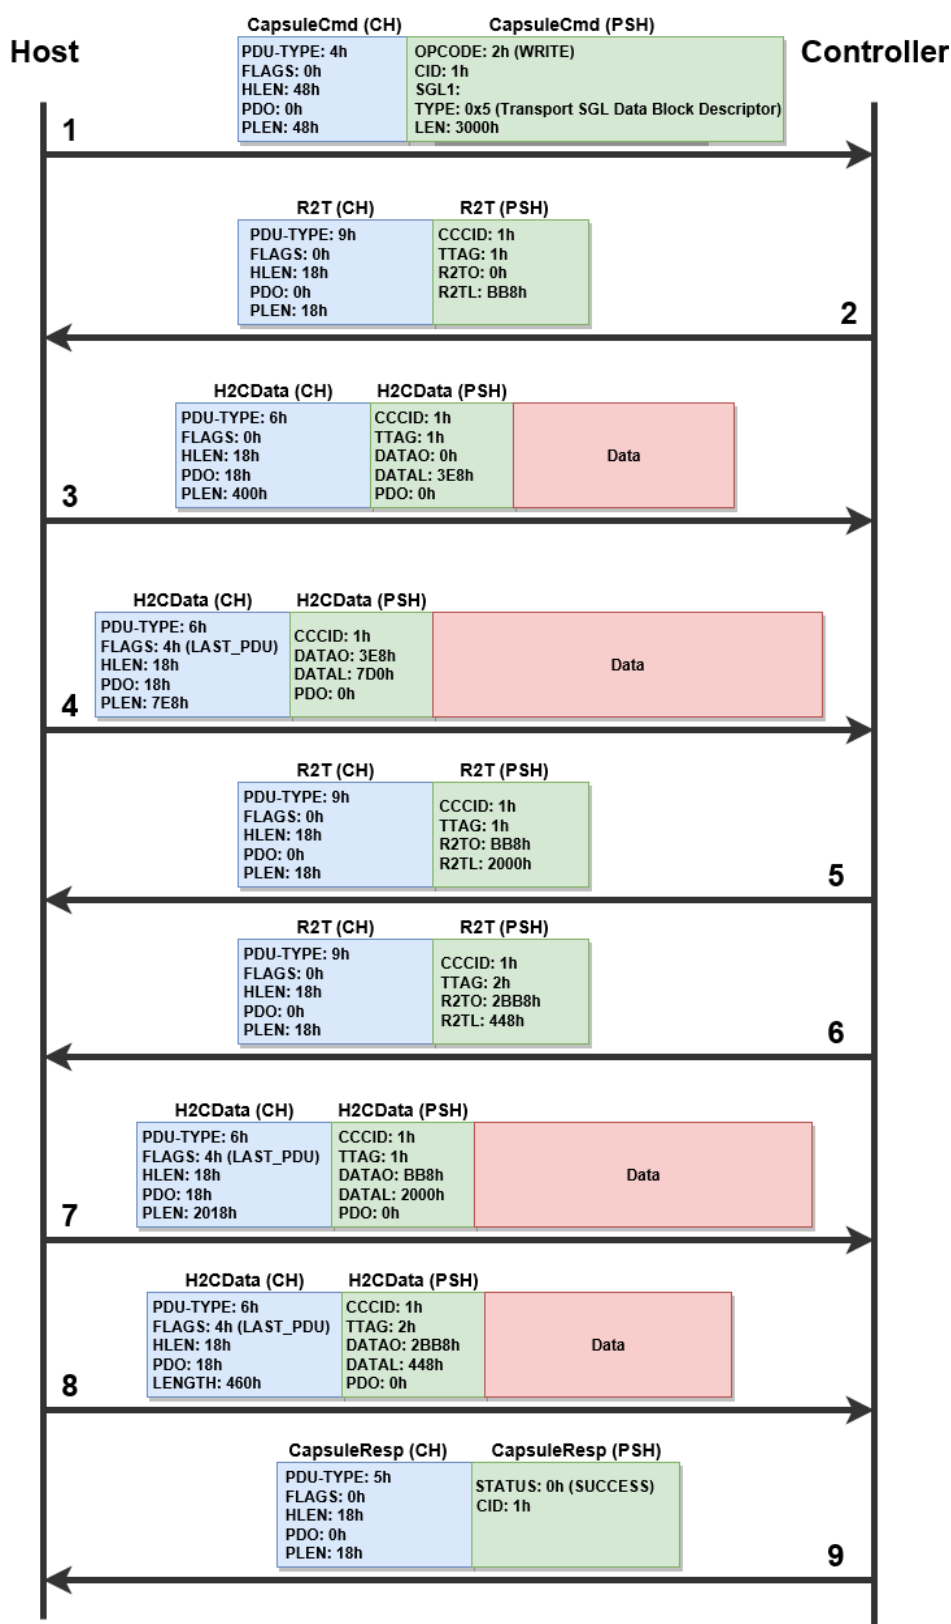 Host
Controller
CapsuleCmd (CH)
CapsuleCmd (PSH)
PDU-TYPE: 4h
FLAGS: 0h
HLEN: 48h
PDO: 0h
PLEN: 48h
OPCODE: 2h (WRITE)
CID: 1h
SGL1:
TYPE: 0x5 (Transport SGL Data Block Descriptor)
LEN: 3000h
1
R2T (CH)
R2T (PSH)
PDU-TYPE: 9h
FLAGS: 0h
HLEN: 18h
PDO: 0h
PLEN: 18h
CCCID: 1h
TTAG: 1h
R2TO: 0h
R2TL: BB8h
2
H2CData (CH)
H2CData (PSH)
PDU-TYPE: 6h
FLAGS: 0h
HLEN: 18h
PDO: 18h
PLEN: 400h
CCCID: 1h
TTAG: 1h
DATAO: 0h
DATAL: 3E8h
PDO: 0h
Data
3
H2CData (CH)
H2CData (PSH)
PDU-TYPE: 6h
FLAGS: 4h (LAST_PDU)
HLEN: 18h
PDO: 18h
PLEN: 7E8h
CCCID: 1h
DATAO: 3E8h
DATAL: 7D0h
PDO: 0h
Data
4
R2T (CH)
R2T (PSH)
PDU-TYPE: 9h
FLAGS: 0h
HLEN: 18h
PDO: 0h
PLEN: 18h
CCCID: 1h
TTAG: 1h
R2TO: BB8h
R2TL: 2000h
5
R2T (CH)
R2T (PSH)
PDU-TYPE: 9h
FLAGS: 0h
HLEN: 18h
PDO: 0h
PLEN: 18h
CCCID: 1h
TTAG: 2h
R2TO: 2BB8h
R2TL: 448h
6
H2CData (CH)
H2CData (PSH)
PDU-TYPE: 6h
FLAGS: 4h (LAST_PDU)
HLEN: 18h
PDO: 18h
PLEN: 2018h
CCCID: 1h
TTAG: 1h
DATAO: BB8h
DATAL: 2000h
PDO: 0h
Data
7
H2CData (CH)
H2CData (PSH)
PDU-TYPE: 6h
FLAGS: 4h (LAST_PDU)
HLEN: 18h
PDO: 18h
LENGTH: 460h
CCCID: 1h
TTAG: 2h
DATAO: 2BB8h
DATAL: 448h
PDO: 0h
Data
8
CapsuleResp (CH)
CapsuleResp (PSH)
PDU-TYPE: 5h
FLAGS: 0h
HLEN: 18h
PDO: 0h
PLEN: 18h
STATUS: 0h (SUCCESS)
CID: 1h
9